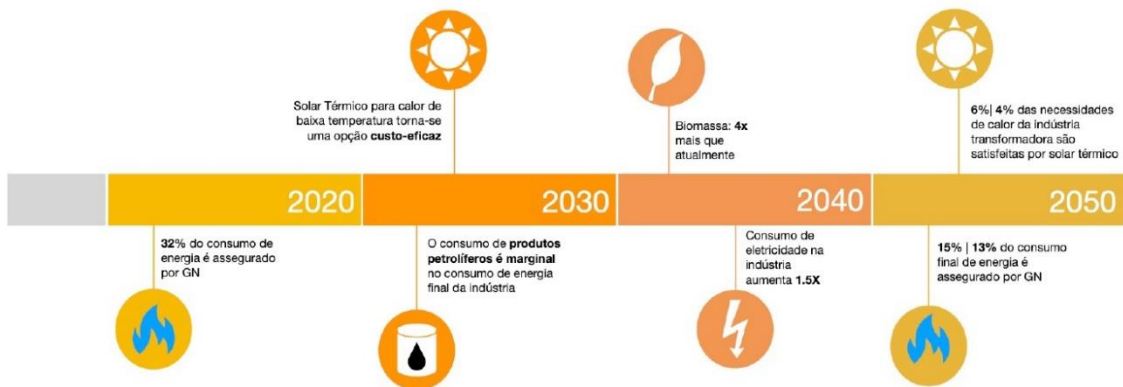 Solar Térmico para calor de
baixa temperatura torna-se
uma opção custo-eficaz
Biomassa: 4x
mais que
atualmente
6%| 4% das necessidades
de calor da indústria
transformadora são
satisfeitas por solar térmico
2020
2030
2040
2050
32% do consumo de
energia é assegurado
por GN
O consumo de produtos
petrolíferos é marginal
no consumo de energia
final da indústria
Consumo de
eletricidade na
indústria
aumenta 1.5X
15% | 13% do consumo
final de energia é
assegurado por GN